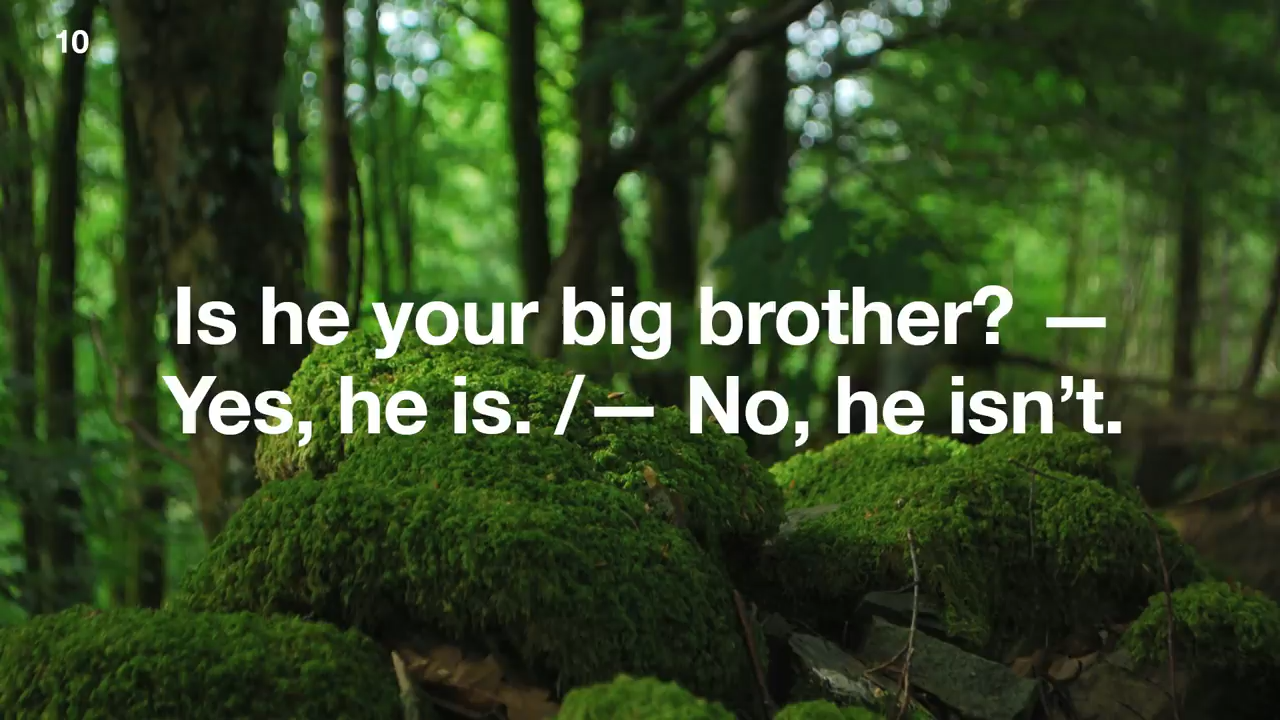 10
Is he your big brother? —
Yes, he is. /— No, he isn’t.